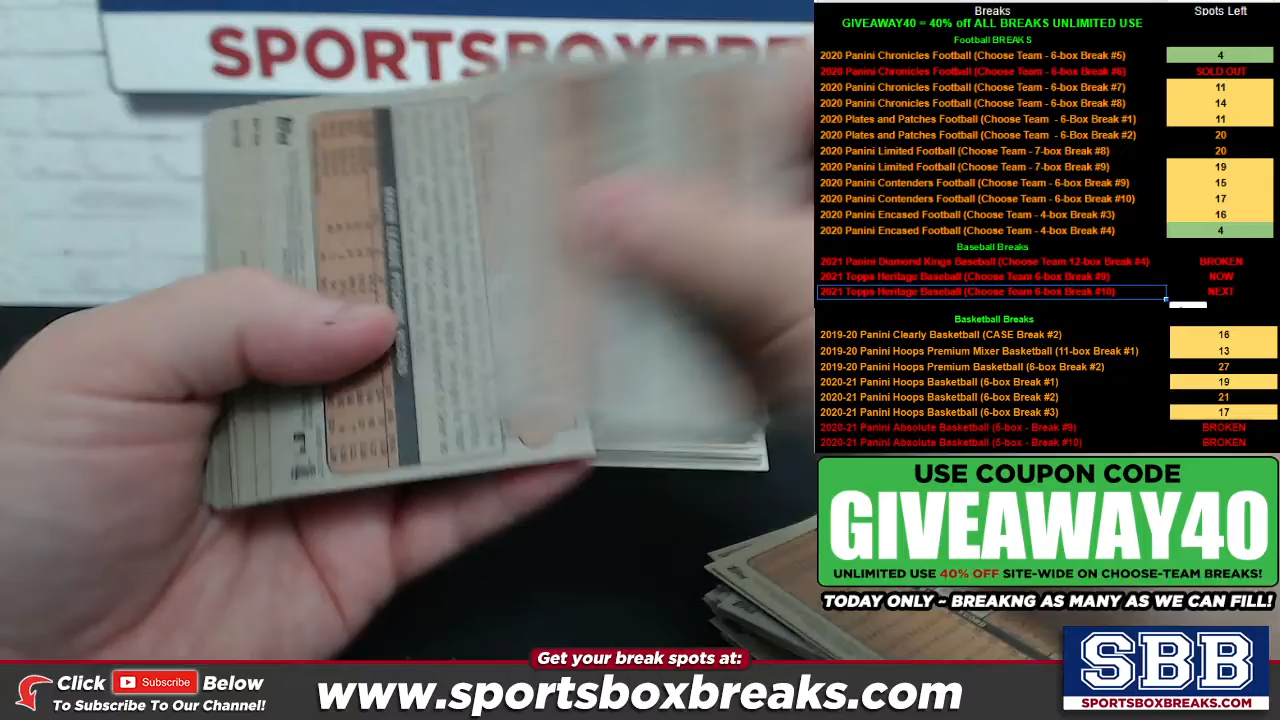 SPORTSBOXBREAKS
Breaks Spots Left
GIVEAWAY40 = 40% off ALL BREAKS UNLIMITED USE
Football BREAKS
2020 Panini Chronicles Football (Choose Team - 6-box Break #5) 4
2020 Panini Chronicles Football (Choose Team - 6-box Break #6) SOLD OUT
2020 Panini Chronicles Football (Choose Team - 6-box Break #7) 11
2020 Panini Chronicles Football (Choose Team - 6-box Break #8) 14
2020 Plates and Patches Football (Choose Team - 6-Box Break #1) 11
2020 Plates and Patches Football (Choose Team - 6-Box Break #2) 20
2020 Panini Limited Football (Choose Team - 7-box Break #8) 20
2020 Panini Limited Football (Choose Team - 7-box Break #9) 19
2020 Panini Contenders Football (Choose Team - 6-box Break #9) 15
2020 Panini Contenders Football (Choose Team - 6-box Break #10) 17
2020 Panini Encased Football (Choose Team - 4-box Break #3) 16
2020 Panini Encased Football (Choose Team - 4-box Break #4) 4
Baseball Breaks
2021 Panini Diamond Kings Baseball (Choose Team 12-box Break #4) BROKEN
2021 Topps Heritage Baseball (Choose Team 6-box Break #9) NOW
2021 Topps Heritage Baseball (Choose Team 6-box Break #10) NEXT
Basketball Breaks
2019-20 Panini Clearly Basketball (CASE Break #2) 16
2019-20 Panini Hoops Premium Mixer Basketball (11-box Break #1) 13
2019-20 Panini Hoops Premium Basketball (6-box Break #2) 27
2020-21 Panini Hoops Basketball (6-box Break #1) 19
2020-21 Panini Hoops Basketball (6-box Break #2) 21
2020-21 Panini Hoops Basketball (6-box Break #3) 17
2020-21 Panini Absolute Basketball (5-box - Break #9) BROKEN
2020-21 Panini Absolute Basketball (5-box - Break #10) BROKEN
USE COUPON CODE
GIVEAWAY40
UNLIMITED USE 40% OFF SITE-WIDE ON CHOOSE-TEAM BREAKS!
TODAY ONLY ~ BREAKNG AS MANY AS WE CAN FILL!
Get your break spots at:
Click Subscribe Below
To Subscribe To Our Channel!
www.sportsboxbreaks.com
SBB
SPORTSBOXBREAKS.COM